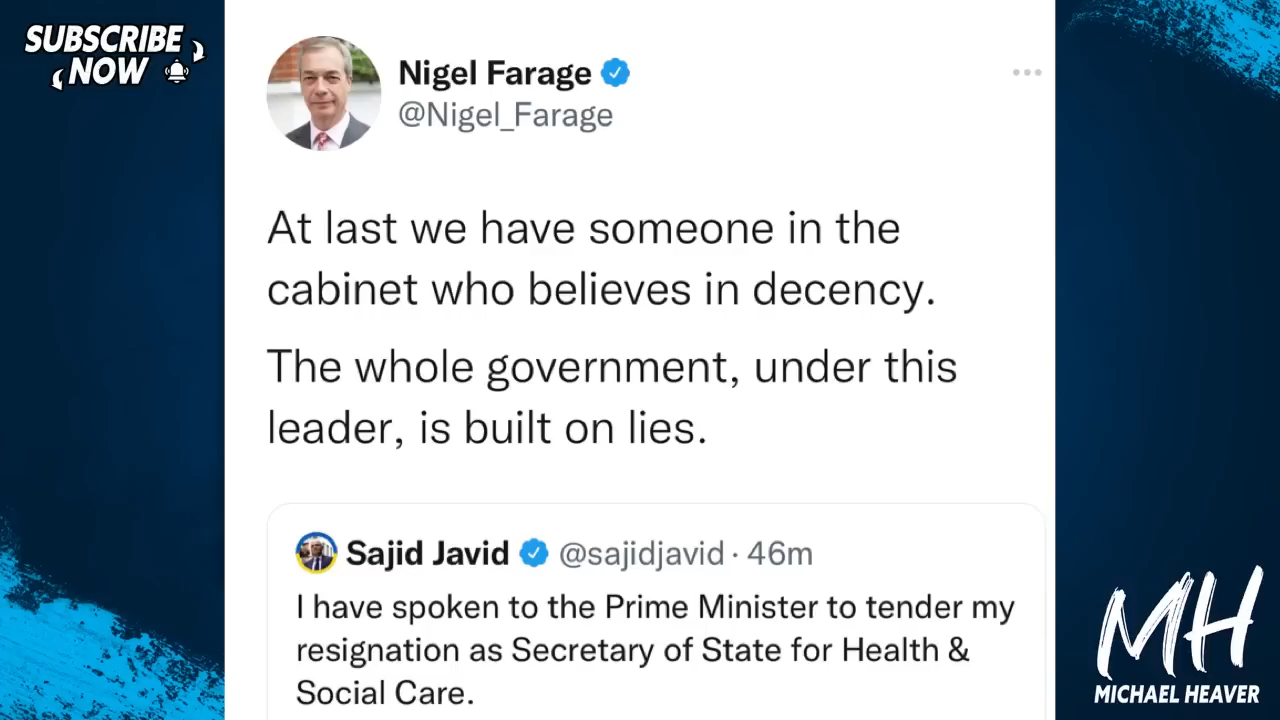 SUBSCRIBE
NOW
Nigel Farage
@Nigel_Farage
At last we have someone in the
cabinet who believes in decency.
The whole government, under this
leader, is built on lies.
Sajid Javid @sajidjavid · 46m
I have spoken to the Prime Minister to tender my
resignation as Secretary of State for Health &
Social Care.
MH
MICHAEL HEAVER